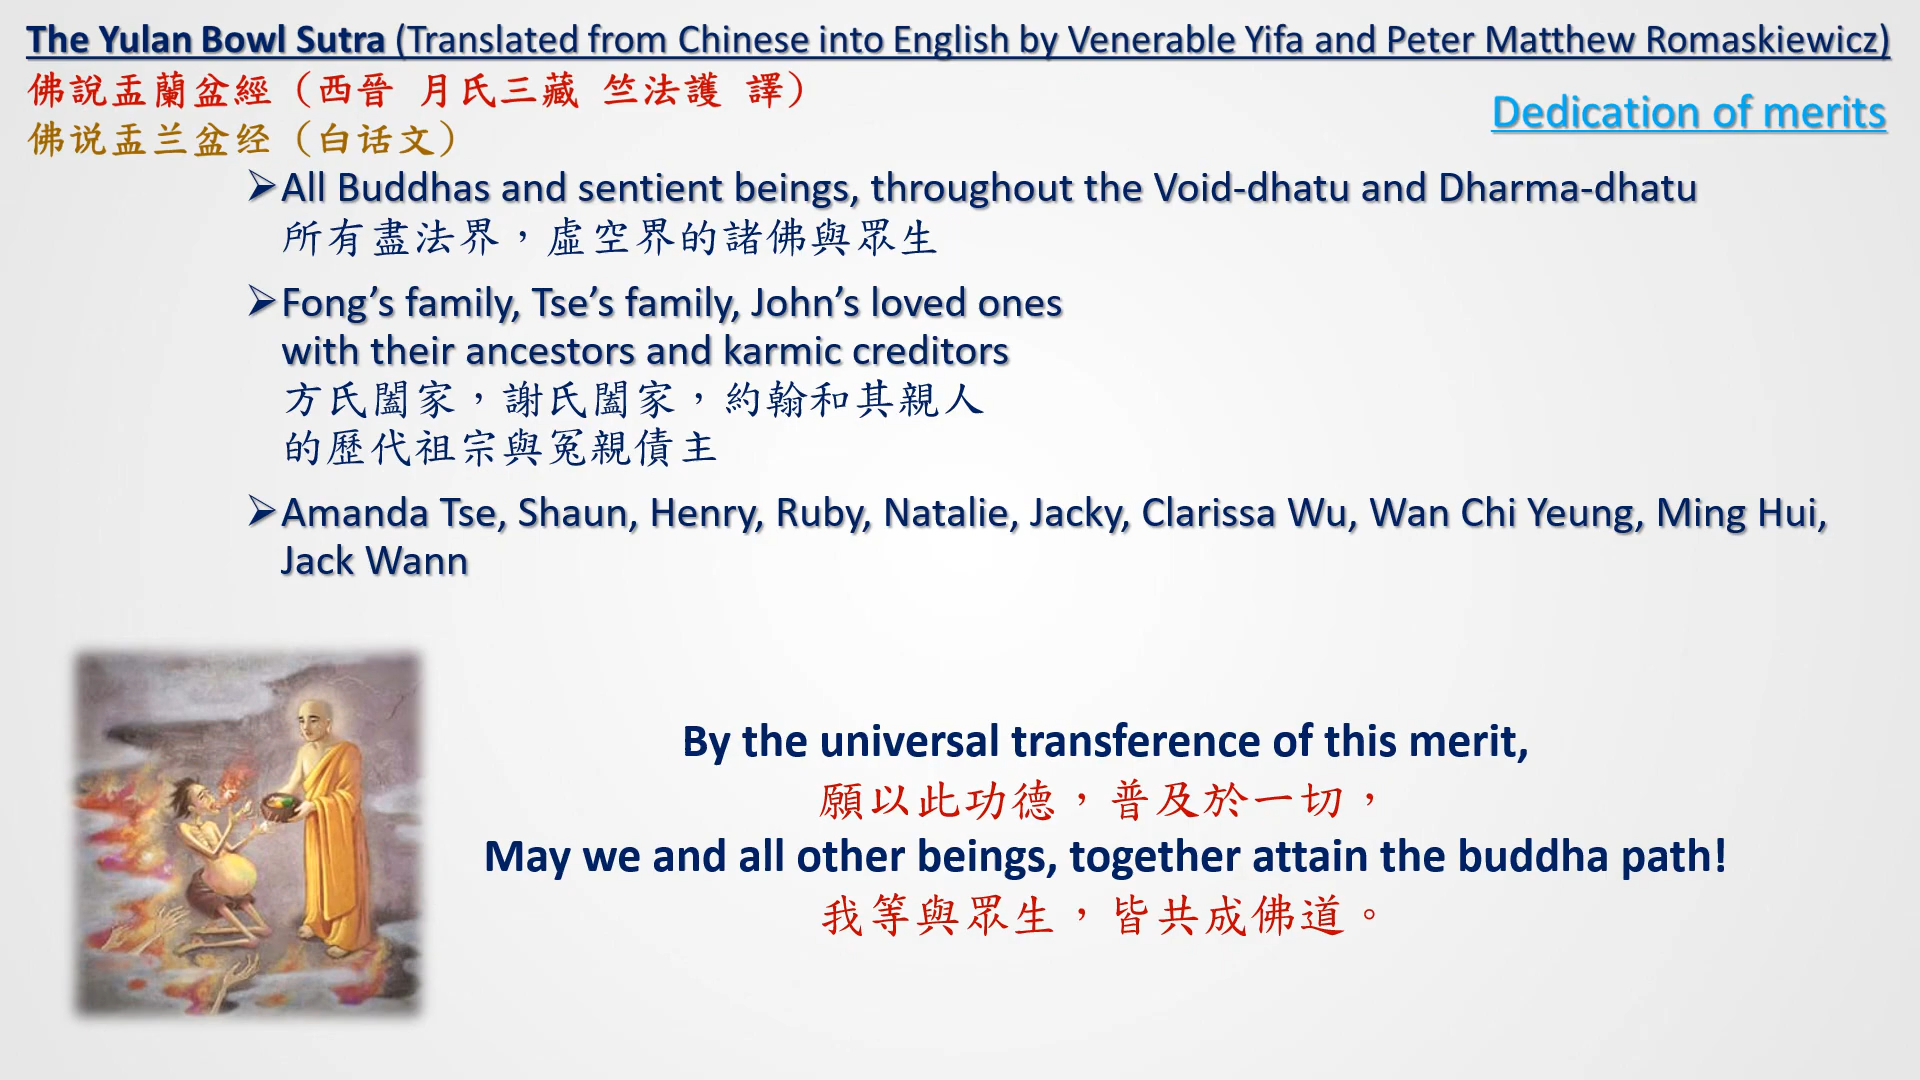 The Yulan Bowl Sutra (Translated from Chinese into English by Venerable Yifa and Peter Matthew Romaskiewicz)
佛說盂蘭盆經（西晉 月氏三藏 竺法護 譯）
Dedication of merits
佛说盂兰盆经（白话文）
➢All Buddhas and sentient beings, throughout the Void-dhatu and Dharma-dhatu
所有盡法界，虛空界的諸佛與眾生
➢Fong’s family, Tse’s family, John’s loved ones
with their ancestors and karmic creditors
方氏闔家，謝氏闔家，約翰和其親人
的歷代祖宗與冤親債主
➢Amanda Tse, Shaun, Henry, Ruby, Natalie, Jacky, Clarissa Wu, Wan Chi Yeung, Ming Hui,
Jack Wann
By the universal transference of this merit,
願以此功德，普及於一切，
May we and all other beings, together attain the buddha path!
我等與眾生，皆共成佛道。